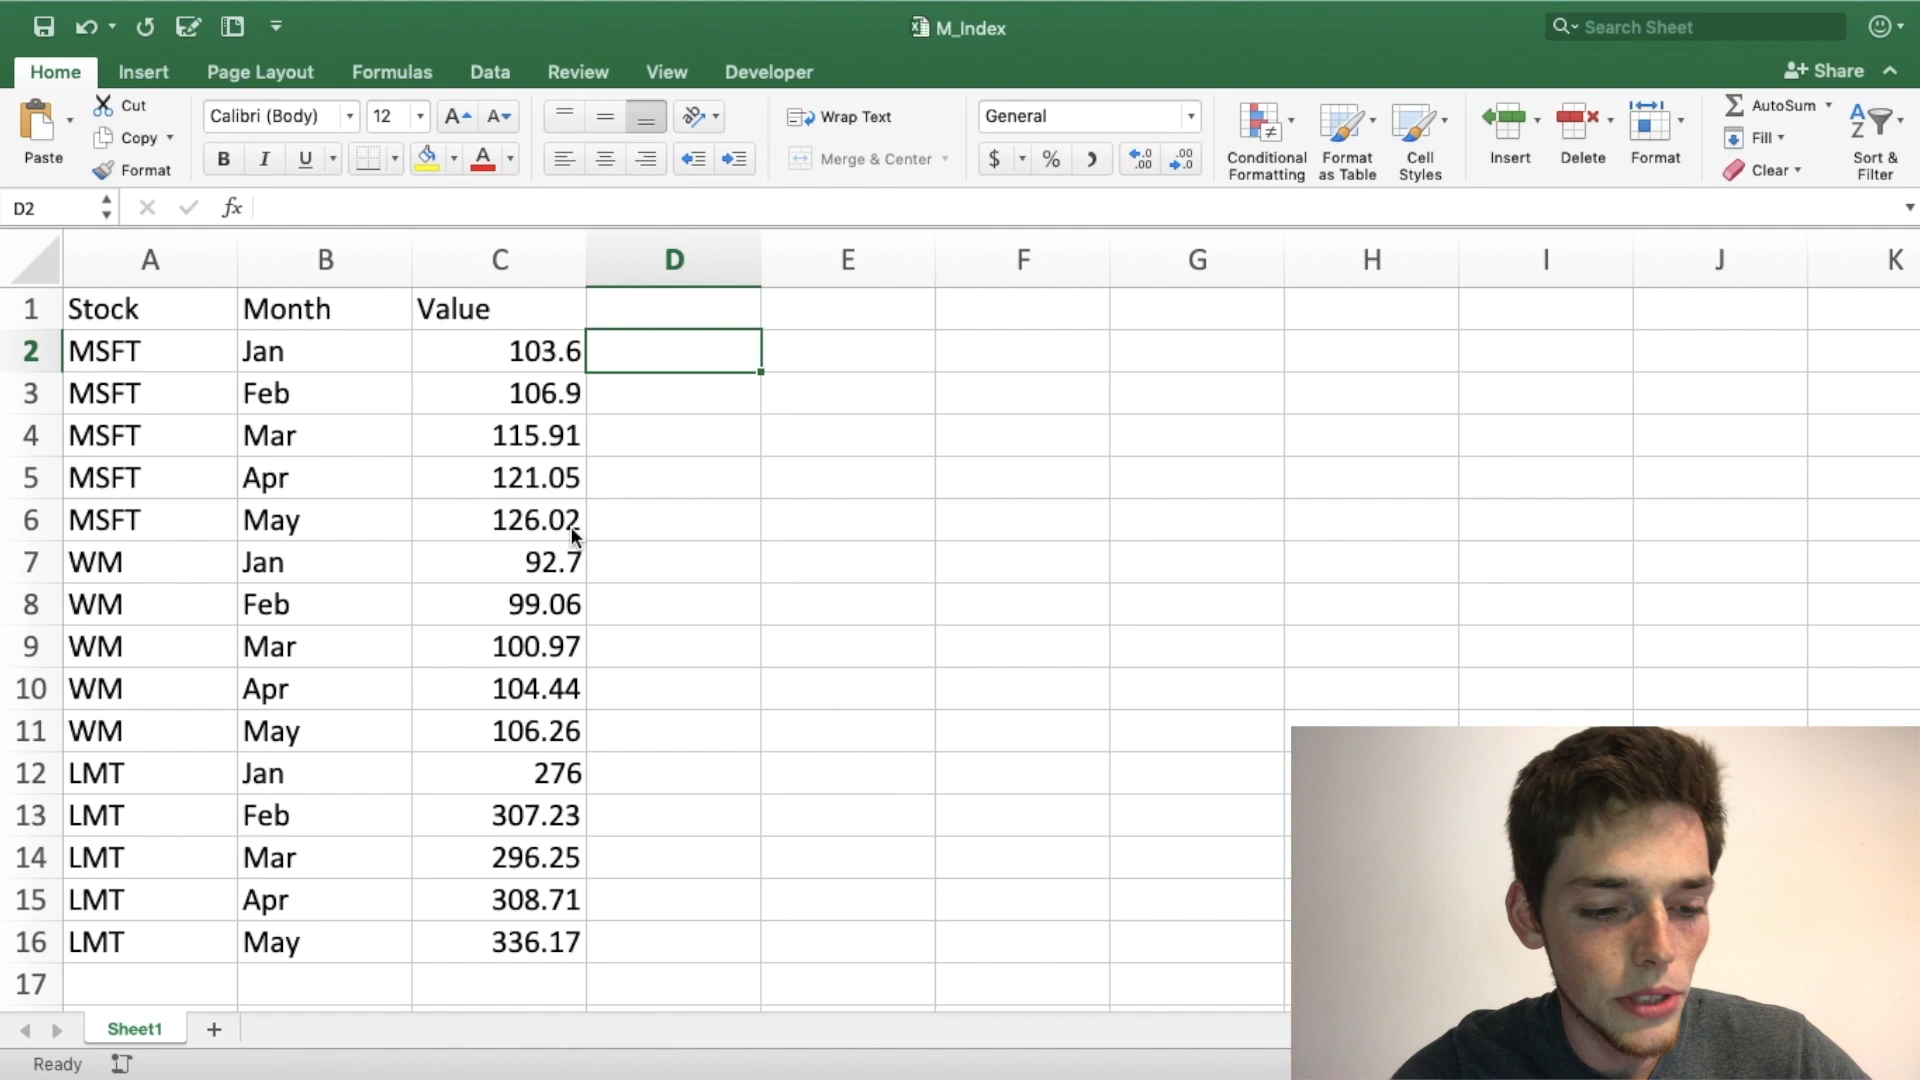 M_Index
Search Sheet
Home Insert Page Layout Formulas Data Review View Developer
Share
Paste
Cut
Copy
Format
Calibri (Body) 12 A A
B I U A
Wrap Text
Merge & Center
General
$ %
Conditional Formatting
Format as Table
Cell Styles
Insert
Delete
Format
AutoSum
Fill
Clear
Sort & Filter
D2 fx
A B C D E F G H I J K
1 Stock Month Value
2 MSFT Jan 103.6
3 MSFT Feb 106.9
4 MSFT Mar 115.91
5 MSFT Apr 121.05
6 MSFT May 126.02
7 WM Jan 92.7
8 WM Feb 99.06
9 WM Mar 100.97
10 WM Apr 104.44
11 WM May 106.26
12 LMT Jan 276
13 LMT Feb 307.23
14 LMT Mar 296.25
15 LMT Apr 308.71
16 LMT May 336.17
17
Sheet1
Ready